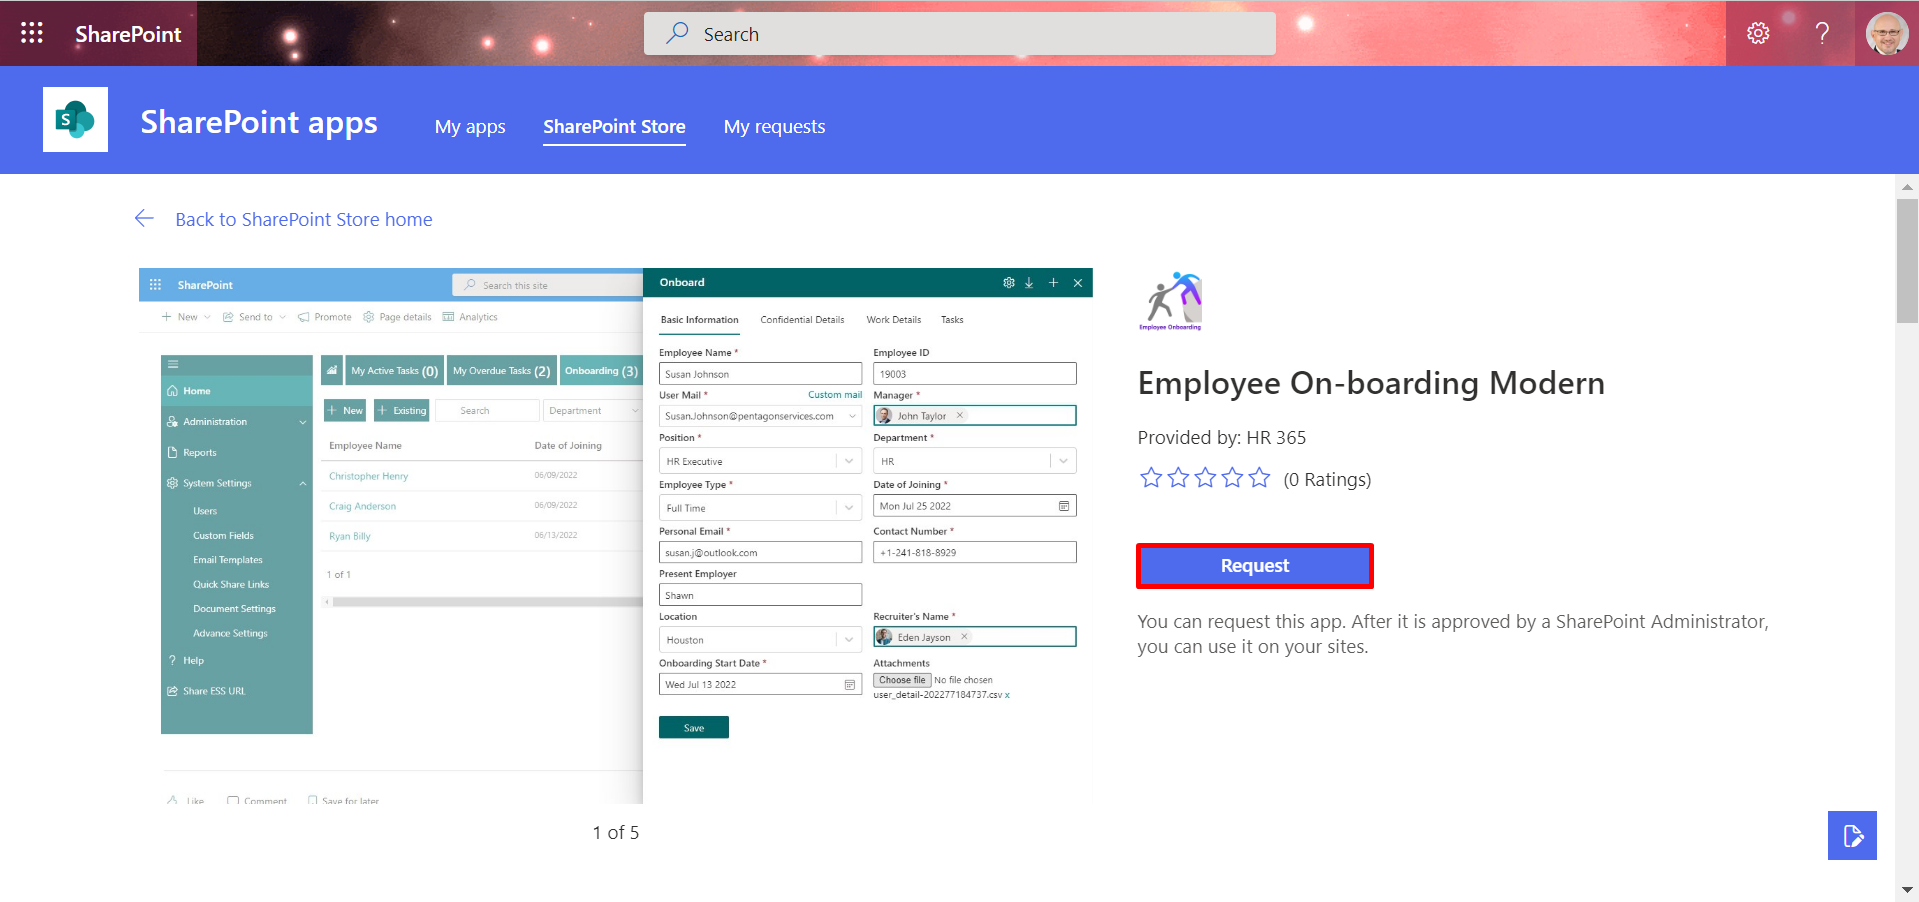 SharePoint
Search
SharePoint apps
My apps
SharePoint Store
My requests
Back to SharePoint Store home
SharePoint
Search this site
New
Send to
Promote
Page details
Analytics
Home
Administration
Reports
System Settings
Users
Custom Fields
Email Templates
Quick Share Links
Document Settings
Advance Settings
Help
Share ESS URL
My Active Tasks (0)
My Overdue Tasks (2)
Onboarding (3)
New
Existing
Search
Department
Employee Name
Date of Joining
Christopher Henry
06/09/2022
Craig Anderson
06/09/2022
Ryan Billy
06/13/2022
1 of 1
Like
Comment
Save for later
Onboard
Basic Information
Confidential Details
Work Details
Tasks
Employee Name *
Employee ID
Susan Johnson
19003
User Mail *
Custom mail
Manager *
Susan.Johnson@pentagonservices.com
John Taylor
Position *
Department *
HR Executive
HR
Employee Type *
Date of Joining *
Full Time
Mon Jul 25 2022
Personal Email *
Contact Number *
susan.j@outlook.com
+1-241-818-8929
Present Employer
Shawn
Location
Recruiter's Name *
Houston
Eden Jayson
Onboarding Start Date *
Attachments
Wed Jul 13 2022
Choose file No file chosen
user_detail-202277184737.csv x
Save
1 of 5
Employee Onboarding
Employee On-boarding Modern
Provided by: HR 365
(0 Ratings)
Request
You can request this app. After it is approved by a SharePoint Administrator,
you can use it on your sites.